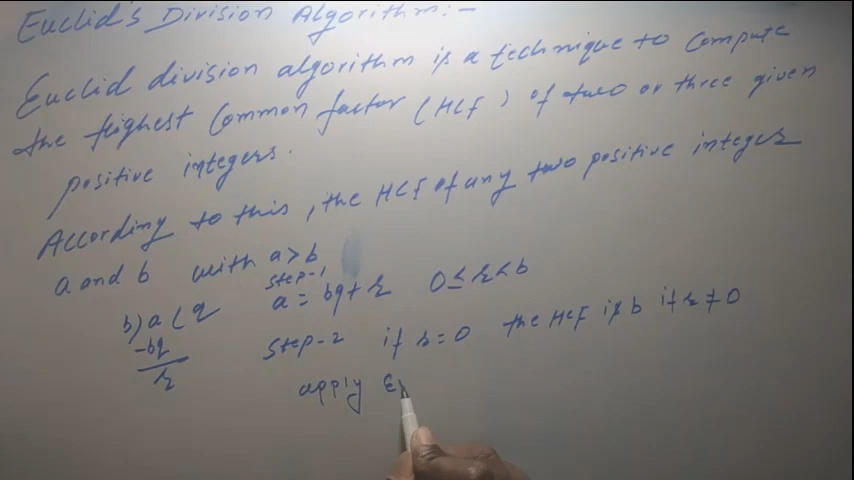 Euclid's Division Algorithm:-
Euclid division algorithm is a technique to compute
the Highest Common factor (HCF) of two or three given
positive integers.
According to this, the HCF of any two positive integer
a and b with a>b
Step-1
b)a(q a = bq+r 0≤r<b
-bq
r
Step-2 if r=0 the HCF is b if r≠0
apply E